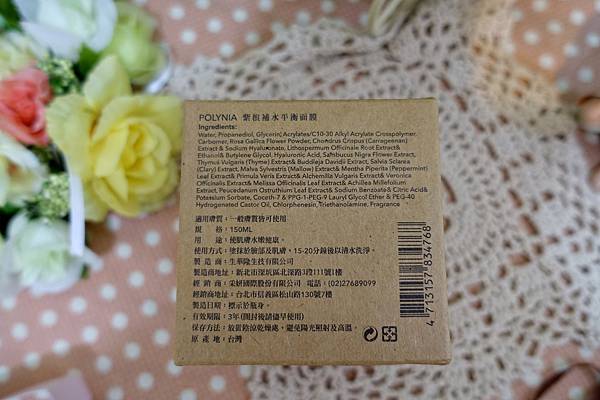 POLYNIA 紫根補水平衡面膜
Ingredients:
Water, Propanediol, Glycerin, Acrylates/C10-30 Alkyl Acrylate Crosspolymer,
Carbomer, Rosa Gallica Flower Powder, Chondrus Crispus (Carrageenan)
Extract & Sodium Hyaluronate, Lithospermum Officinale Root Extract&
Ethanol& Butylene Glycol, Hyaluronic Acid, Sambucus Nigra Flower Extract,
Thymus Vulgaris (Thyme) Extract& Buddleja Davidii Extract, Salvia Sclarea
(Clary) Extract, Malva Sylvestris (Mallow) Extract& Mentha Piperita (Peppermint)
Leaf Extract& Primula Veris Extract& Alchemilla Vulgaris Extract& Veronica
Officinalis Extract& Melissa Officinalis Leaf Extract& Achillea Millefolium
Extract, Peucedanum Ostruthium Leaf Extract& Sodium Benzoate& Citric Acid&
Potassium Sorbate, Ceteth-7 & PPG-1-PEG-9 Lauryl Glycol Ether & PEG-40
Hydrogenated Castor Oil, Chlorphenesin, Triethanolamine, Fragrance
適用膚質：一般膚質皆可使用
規 格：150ML
用 途：使肌膚水嫩健康。
使用方式：塗抹於臉部及肌膚，15-20分鐘後以清水洗淨。
製 造 商：生華隆生技有限公司
製造商地址：新北市深坑區北深路3段111號1樓
經 銷 商：采妍國際股份有限公司 電話：(02)27689099
經銷商地址：台北市信義區松山路130號7樓
製造日期：標示於瓶身。
有效期限：3年(開封後請儘早使用)
保存方法：放置陰涼乾燥處，避免陽光照射及高溫。
原 產 地：台灣
4 713157 834768